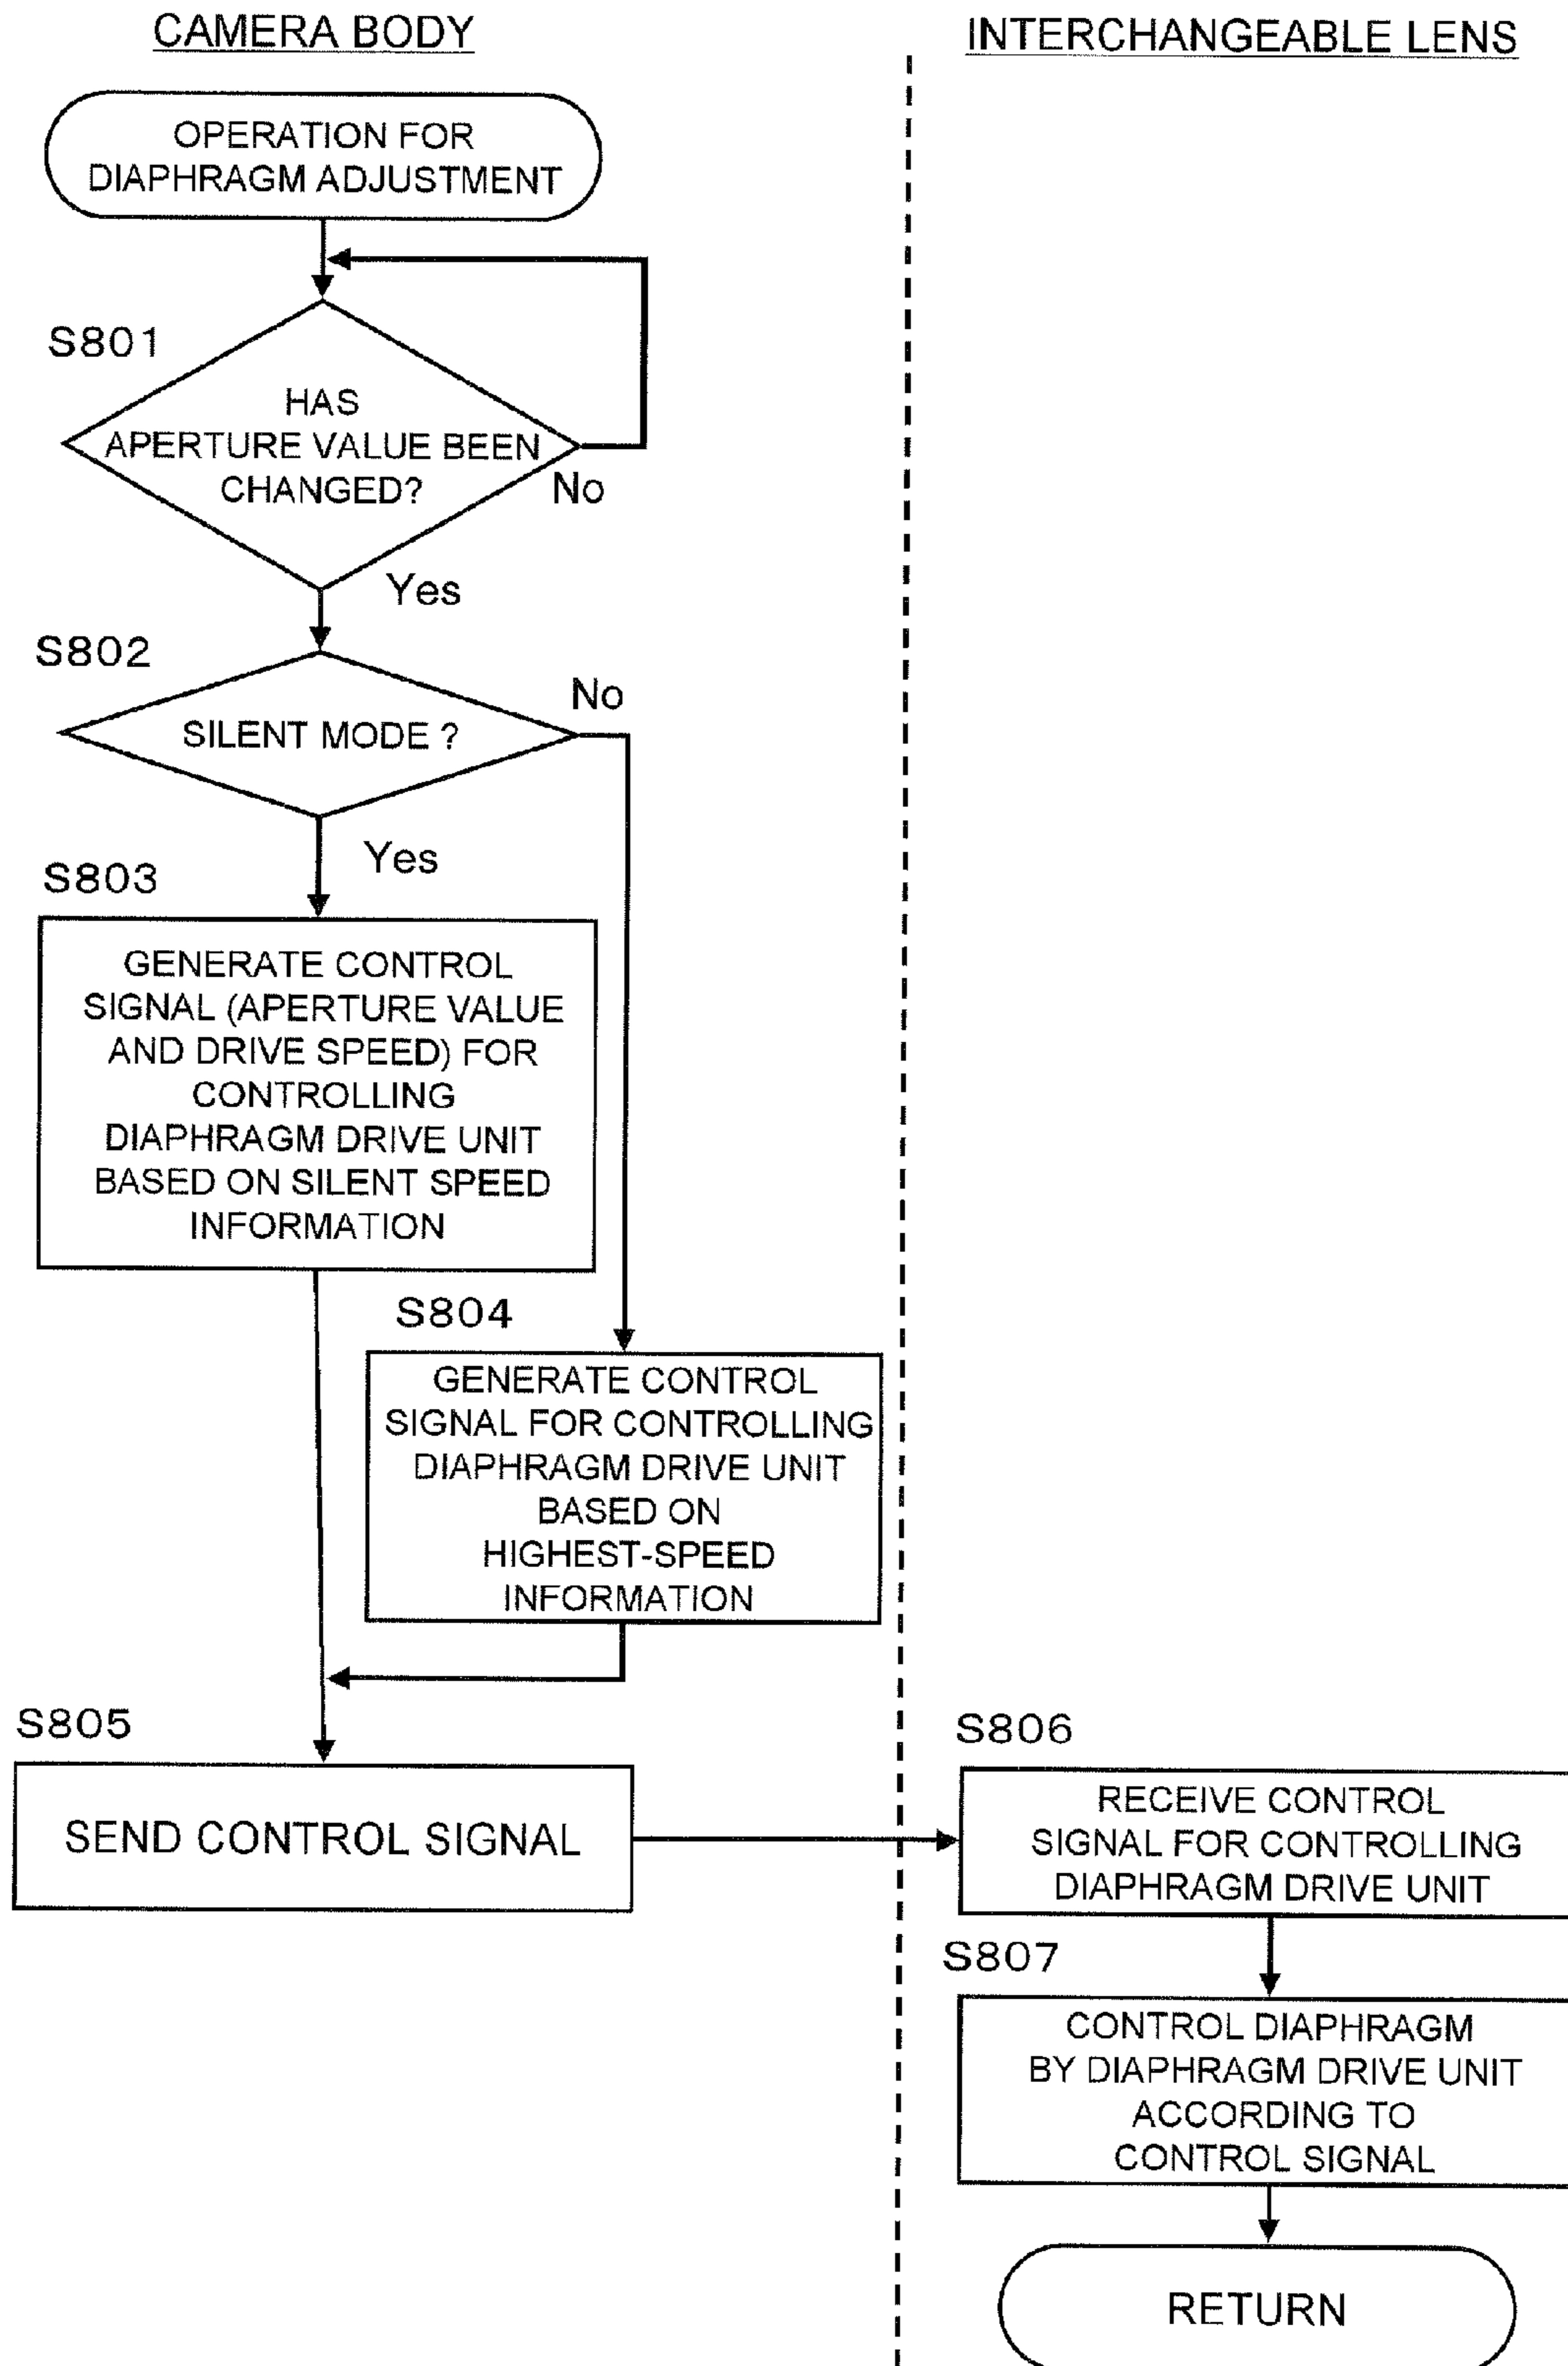 CAMERA BODY
INTERCHANGEABLE LENS
OPERATION FOR
DIAPHRAGM ADJUSTMENT
S801
HAS
APERTURE VALUE BEEN
CHANGED?
No
Yes
S802
No
SILENT MODE ?
Yes
S803
GENERATE CONTROL
SIGNAL (APERTURE VALUE
AND DRIVE SPEED) FOR
CONTROLLING
DIAPHRAGM DRIVE UNIT
BASED ON SILENT SPEED
INFORMATION
S804
GENERATE CONTROL
SIGNAL FOR CONTROLLING
DIAPHRAGM DRIVE UNIT
BASED ON
HIGHEST-SPEED
INFORMATION
S805
SEND CONTROL SIGNAL
S806
RECEIVE CONTROL
SIGNAL FOR CONTROLLING
DIAPHRAGM DRIVE UNIT
S807
CONTROL DIAPHRAGM
BY DIAPHRAGM DRIVE UNIT
ACCORDING TO
CONTROL SIGNAL
RETURN